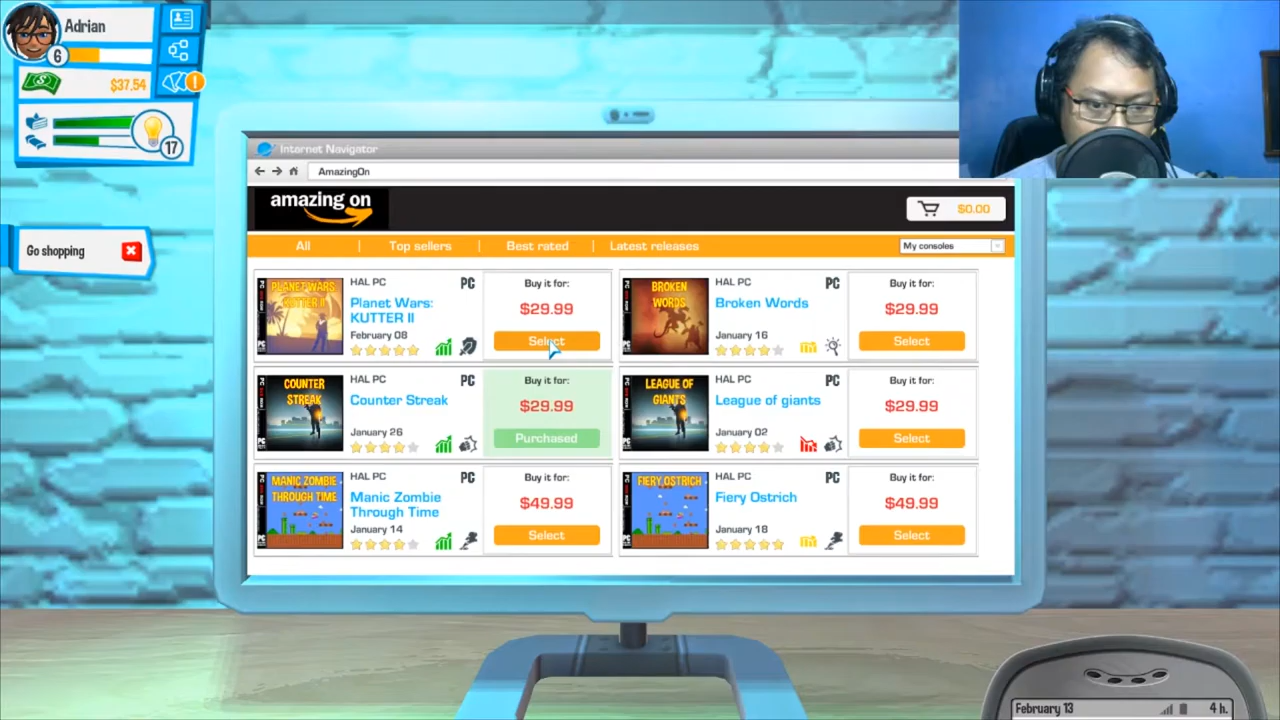 Adrian
6
$37.54
!
17
Go shopping
Internet Navigator
AmazingOn
amazing on
$0.00
All
Top sellers
Best rated
Latest releases
My consoles
PLANET WARS
KUTTER II
HAL PC
PC
Planet Wars:
KUTTER II
February 08
Buy it for:
$29.99
Select
BROKEN
WORDS
HAL PC
PC
Broken Words
January 16
Buy it for:
$29.99
Select
COUNTER
STREAK
HAL PC
PC
Counter Streak
January 26
Buy it for:
$29.99
Purchased
LEAGUE OF
GIANTS
HAL PC
PC
League of giants
January 02
Buy it for:
$29.99
Select
MANIC ZOMBIE
THROUGH TIME
HAL PC
PC
Manic Zombie
Through Time
January 14
Buy it for:
$49.99
Select
FIERY OSTRICH
HAL PC
PC
Fiery Ostrich
January 18
Buy it for:
$49.99
Select
February 13
4 h.